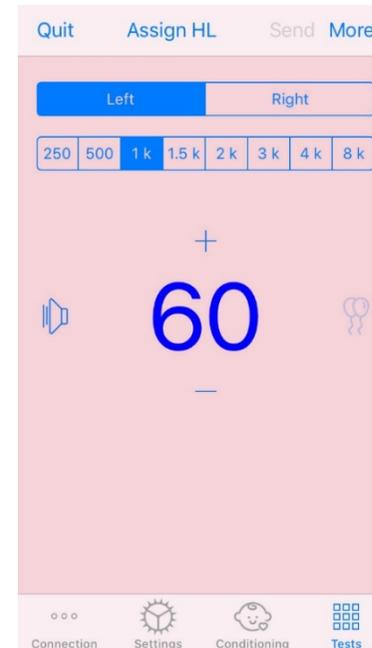 Quit Assign HL Send More
Left Right
250 500 1 k 1.5 k 2 k 3 k 4 k 8 k
+
60
—
Connection Settings Conditioning Tests